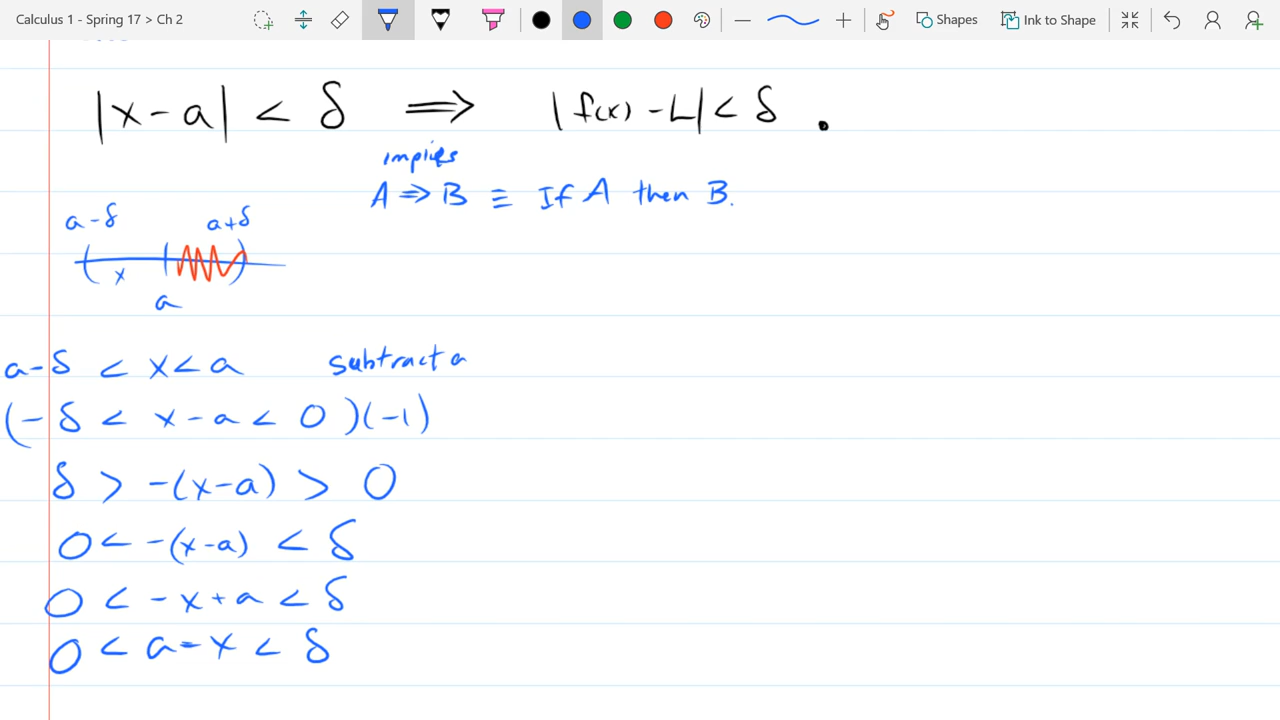 Calculus 1 - Spring 17 > Ch 2
Shapes
Ink to Shape
|x-a| < δ ⟹ |f(x) - L| < δ .
implies
A ⇒ B ≡ If A then B.
a-δ a+δ
x
a
a-δ < x < a subtract a
(-δ < x-a < 0)(-1)
δ > -(x-a) > 0
0 < -(x-a) < δ
0 < -x+a < δ
0 < a-x < δ